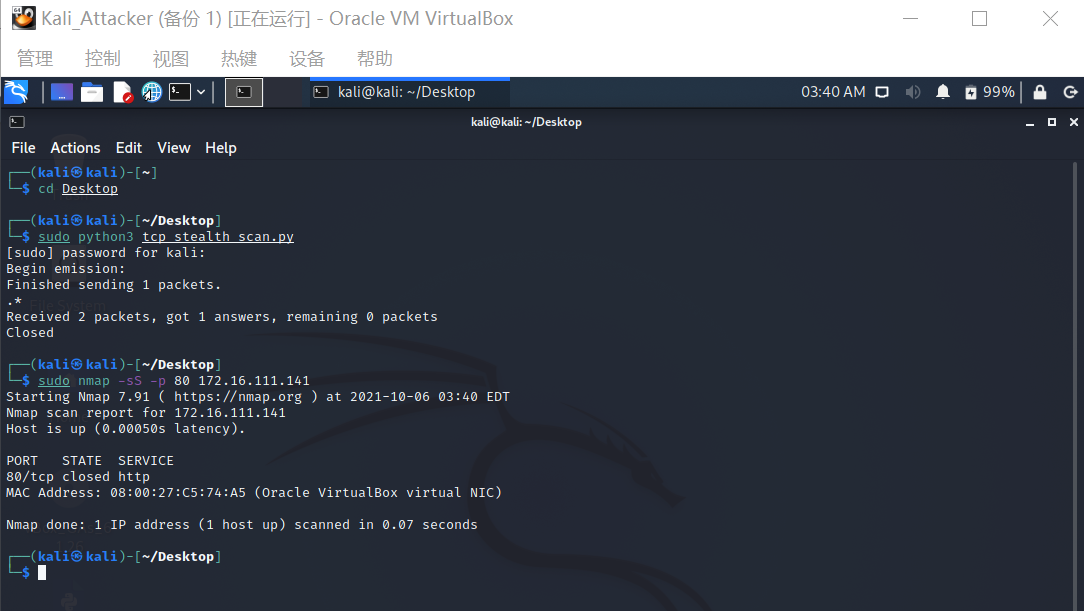 Kali_Attacker (备份 1) [正在运行] - Oracle VM VirtualBox
管理 控制 视图 热键 设备 帮助
kali@kali: ~/Desktop 03:40 AM 99%
kali@kali: ~/Desktop
File Actions Edit View Help
┌──(kali㉿kali)-[~]
└─$ cd Desktop
┌──(kali㉿kali)-[~/Desktop]
└─$ sudo python3 tcp_stealth_scan.py
[sudo] password for kali:
Begin emission:
Finished sending 1 packets.
.*
Received 2 packets, got 1 answers, remaining 0 packets
Closed
┌──(kali㉿kali)-[~/Desktop]
└─$ sudo nmap -sS -p 80 172.16.111.141
Starting Nmap 7.91 ( https://nmap.org ) at 2021-10-06 03:40 EDT
Nmap scan report for 172.16.111.141
Host is up (0.00050s latency).
PORT   STATE  SERVICE
80/tcp closed http
MAC Address: 08:00:27:C5:74:A5 (Oracle VirtualBox virtual NIC)
Nmap done: 1 IP address (1 host up) scanned in 0.07 seconds
┌──(kali㉿kali)-[~/Desktop]
└─$